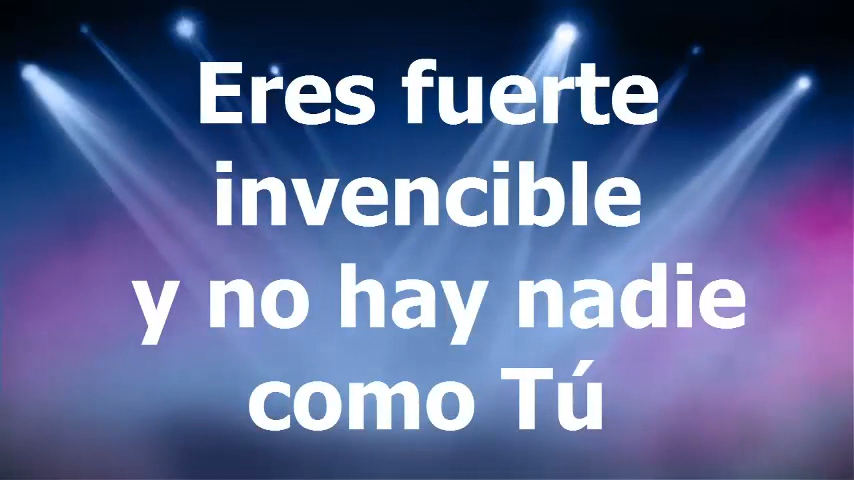 Eres fuerte
invencible
y no hay nadie
como Tú